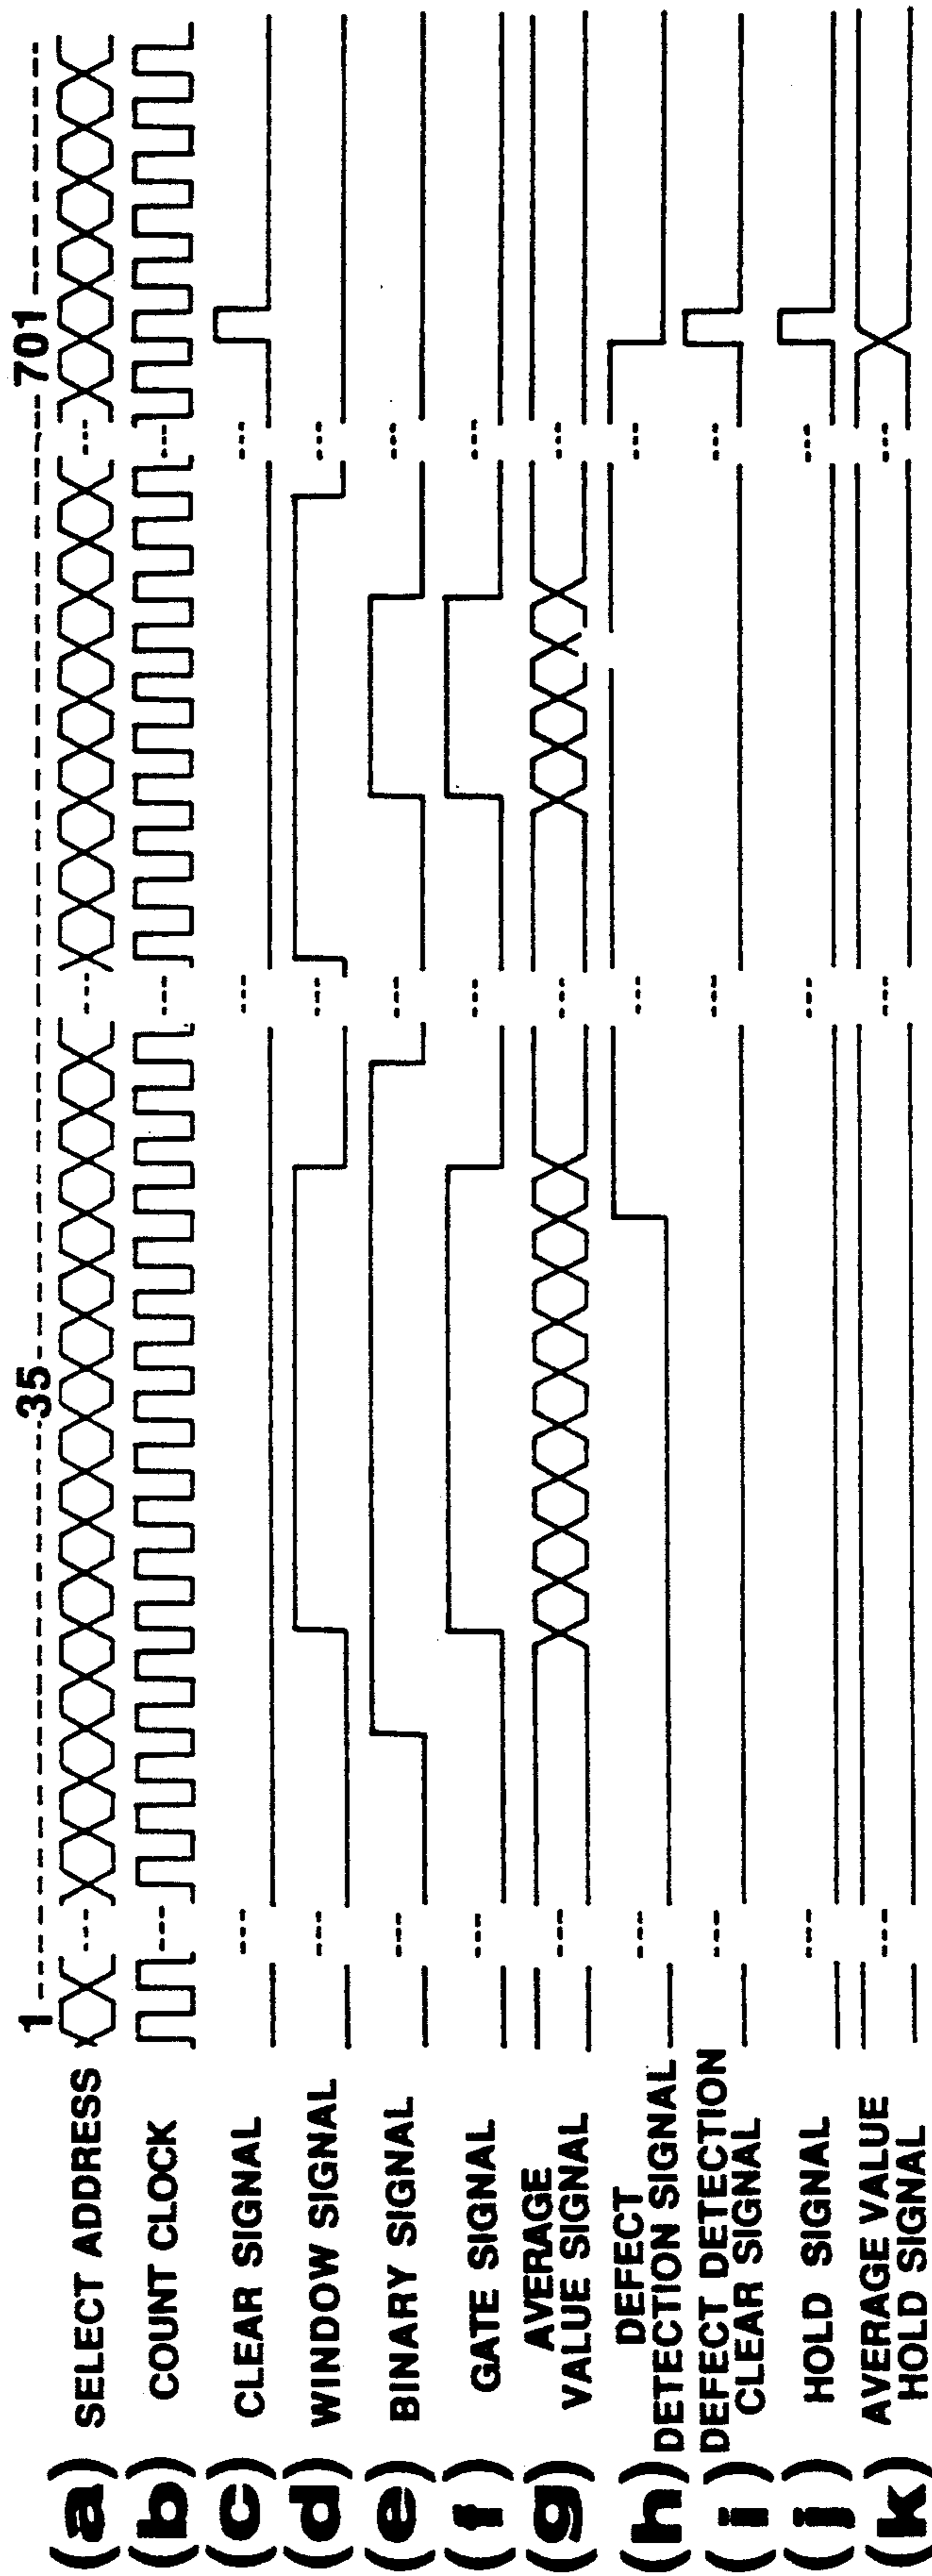 1 35 701
(a) SELECT ADDRESS
(b) COUNT CLOCK
(c) CLEAR SIGNAL
(d) WINDOW SIGNAL
(e) BINARY SIGNAL
(f) GATE SIGNAL
(g) AVERAGE
VALUE SIGNAL
(h) DEFECT
DETECTION SIGNAL
(i) DEFECT DETECTION
CLEAR SIGNAL
(j) HOLD SIGNAL
(k) AVERAGE VALUE
HOLD SIGNAL